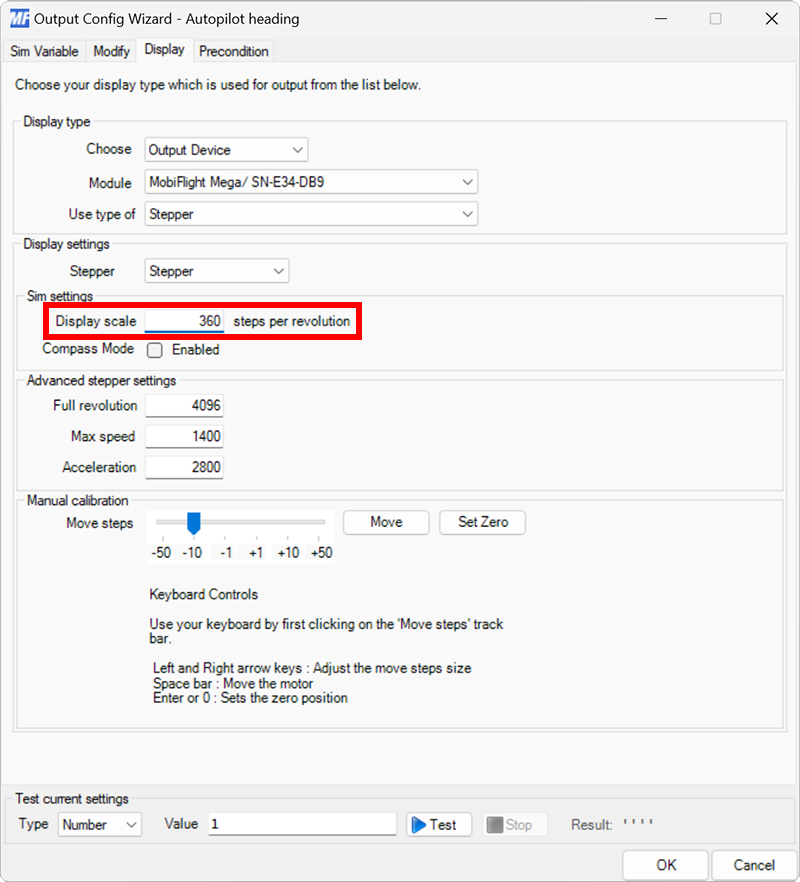 MF Output Config Wizard - Autopilot heading
Sim Variable Modify Display Precondition
Choose your display type which is used for output from the list below.
Display type
Choose Output Device
Module MobiFlight Mega/ SN-E34-DB9
Use type of Stepper
Display settings
Stepper Stepper
Sim settings
Display scale 360 steps per revolution
Compass Mode Enabled
Advanced stepper settings
Full revolution 4096
Max speed 1400
Acceleration 2800
Manual calibration
Move steps Move Set Zero
-50 -10 -1 +1 +10 +50
Keyboard Controls
Use your keyboard by first clicking on the 'Move steps' track
bar.
Left and Right arrow keys : Adjust the move steps size
Space bar : Move the motor
Enter or 0 : Sets the zero position
Test current settings
Type Number Value 1 Test Stop Result: ' ' ' '
OK Cancel